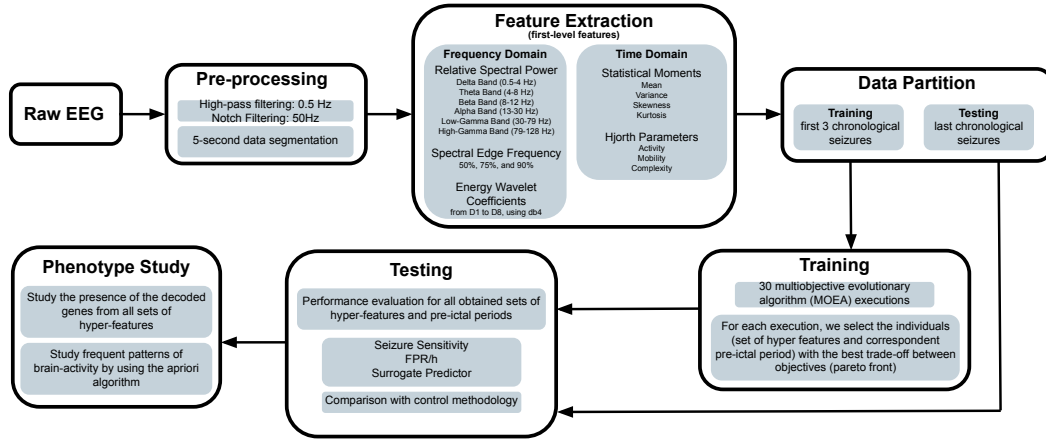 Raw EEG
Pre-processing
High-pass filtering: 0.5 Hz
Notch Filtering: 50Hz
5-second data segmentation
Feature Extraction
(first-level features)
Frequency Domain
Relative Spectral Power
Delta Band (0.5-4 Hz)
Theta Band (4-8 Hz)
Beta Band (8-12 Hz)
Alpha Band (13-30 Hz)
Low-Gamma Band (30-79 Hz)
High-Gamma Band (79-128 Hz)
Spectral Edge Frequency
50%, 75%, and 90%
Energy Wavelet
Coefficients
from D1 to D8, using db4
Time Domain
Statistical Moments
Mean
Variance
Skewness
Kurtosis
Hjorth Parameters
Activity
Mobility
Complexity
Data Partition
Training
first 3 chronological
seizures
Testing
last chronological
seizures
Training
30 multiobjective evolutionary
algorithm (MOEA) executions
For each execution, we select the individuals
(set of hyper features and correspondent
pre-ictal period) with the best trade-off between
objectives (pareto front)
Testing
Performance evaluation for all obtained sets of
hyper-features and pre-ictal periods
Seizure Sensitivity
FPR/h
Surrogate Predictor
Comparison with control methodology
Phenotype Study
Study the presence of the decoded
genes from all sets of
hyper-features
Study frequent patterns of
brain-activity by using the apriori
algorithm